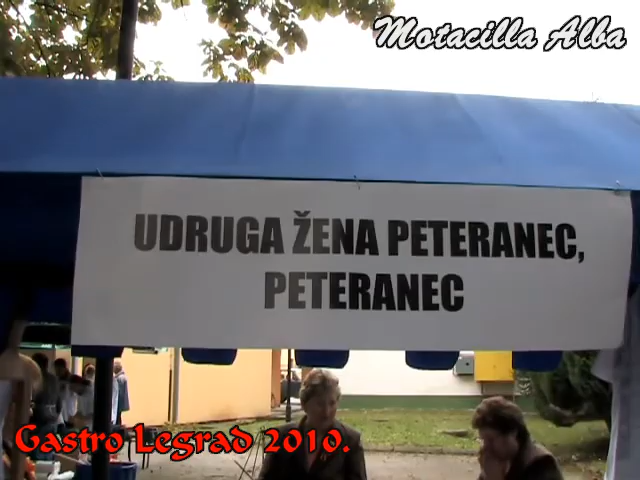 Motacilla Alba
UDRUGA ŽENA PETERANEC,
PETERANEC
Gastro Legrad 2010.